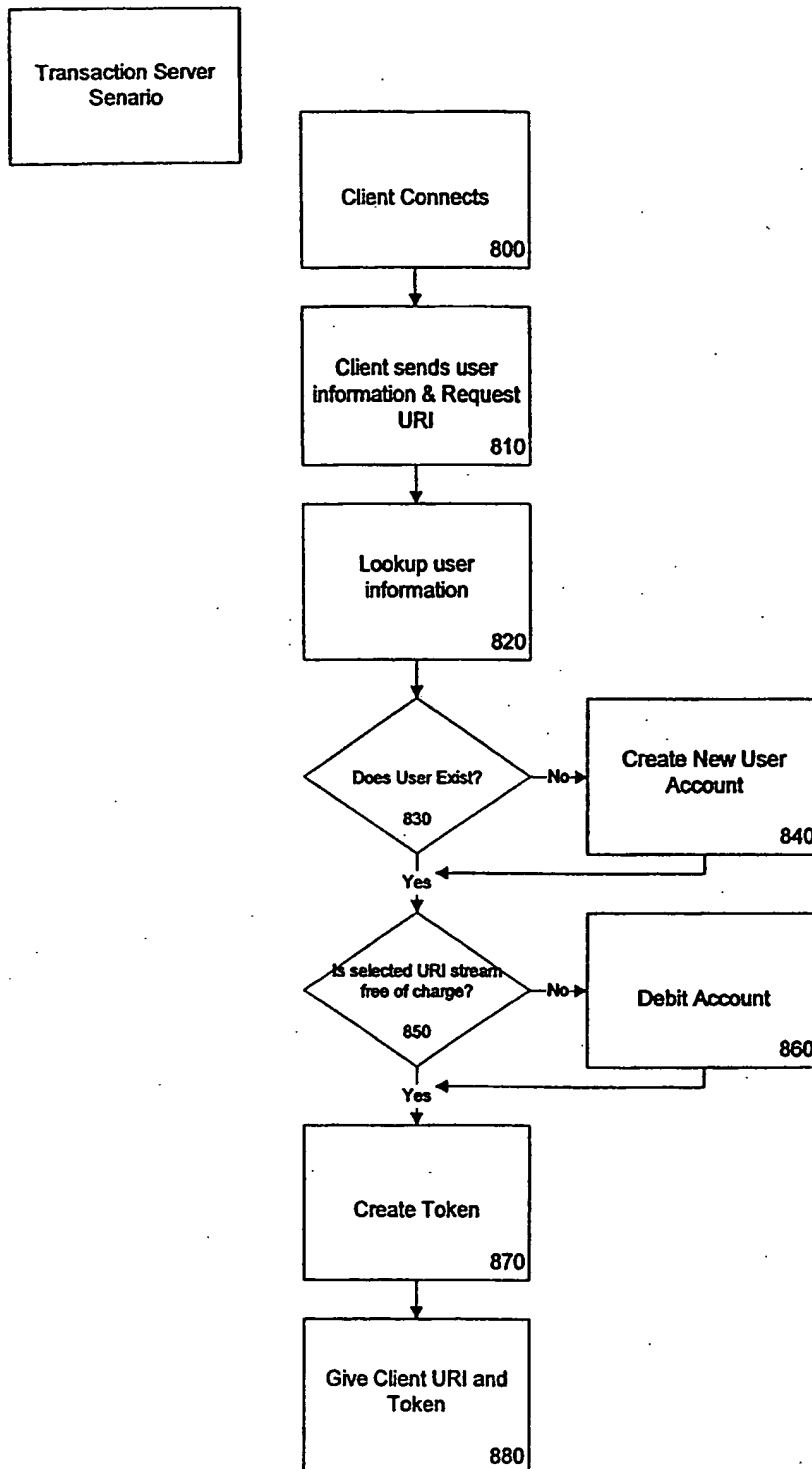 Transaction Server
Senario
Client Connects
800
Client sends user
information & Request
URI
810
Lookup user
information
820
Does User Exist?
830
No
Create New User
Account
840
Yes
Is selected URI stream
free of charge?
850
No
Debit Account
860
Yes
Create Token
870
Give Client URI and
Token
880